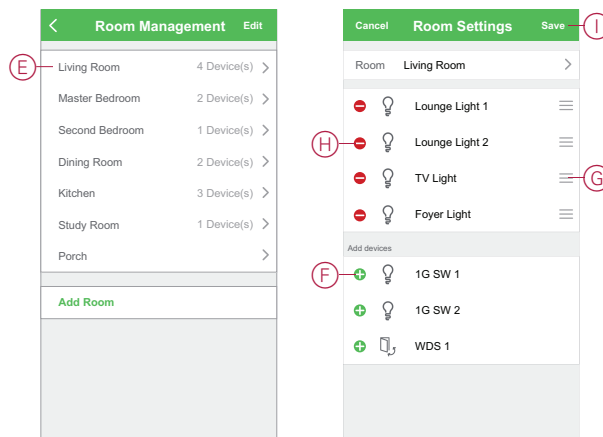 Room Management Edit
E
Living Room 4 Device(s)
Master Bedroom 2 Device(s)
Second Bedroom 1 Device(s)
Dining Room 2 Device(s)
Kitchen 3 Device(s)
Study Room 1 Device(s)
Porch
Add Room
Cancel Room Settings Save
I
Room Living Room
Lounge Light 1
H
Lounge Light 2
TV Light
G
Foyer Light
Add devices
F
1G SW 1
1G SW 2
WDS 1